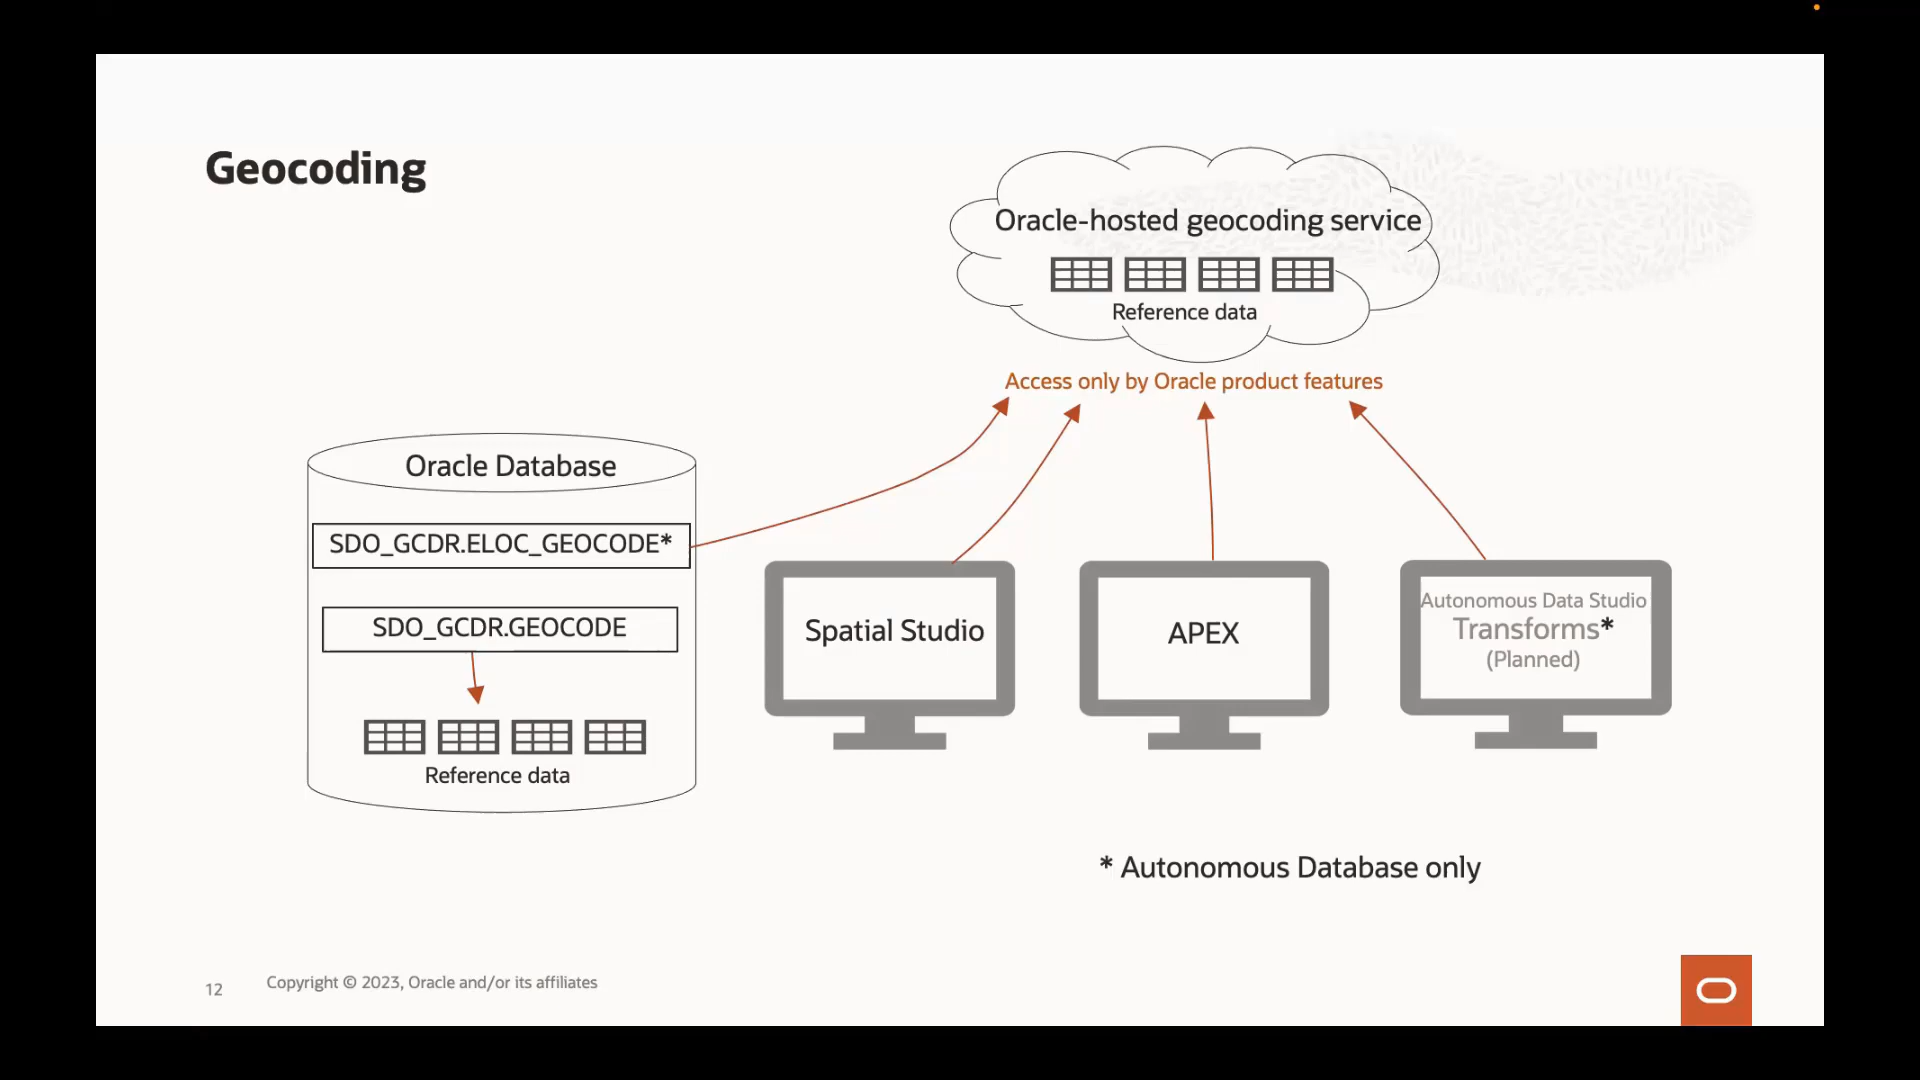 Geocoding
Oracle-hosted geocoding service
Reference data
Access only by Oracle product features
Oracle Database
SDO_GCDR.ELOC_GEOCODE*
SDO_GCDR.GEOCODE
Reference data
Spatial Studio
APEX
Autonomous Data Studio
Transforms*
(Planned)
* Autonomous Database only
12
Copyright © 2023, Oracle and/or its affiliates